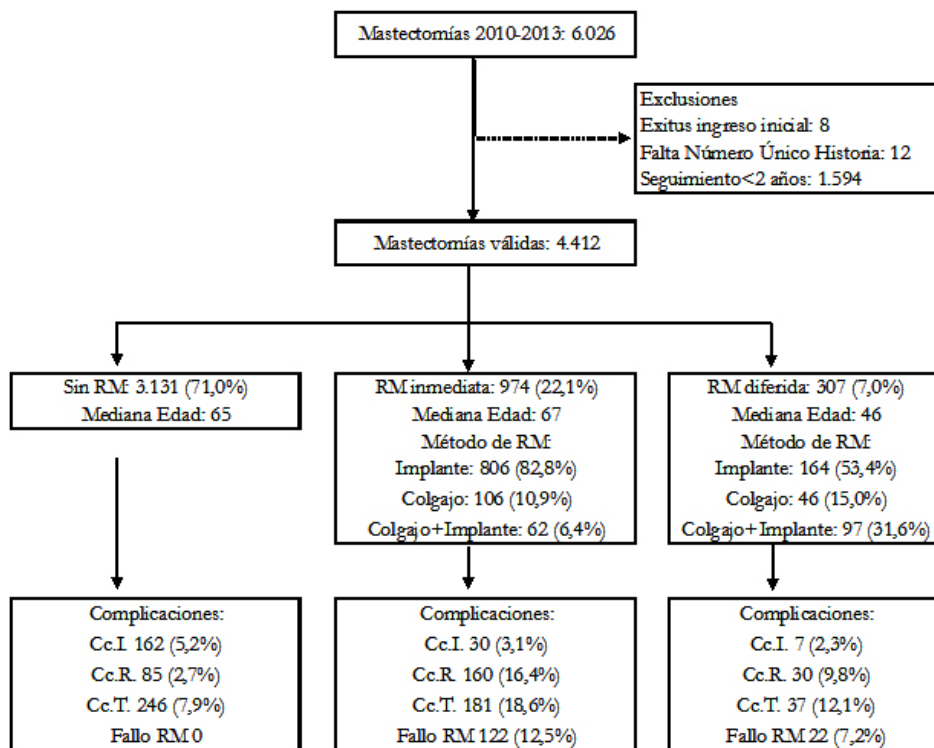 Mastectomías 2010-2013: 6.026
Exclusiones
Exitus ingreso inicial: 8
Falta Número Único Historia: 12
Seguimiento<2 años: 1.594
Mastectomías válidas: 4.412
Sin RM: 3.131 (71,0%)
Mediana Edad: 65
RM inmediata: 974 (22,1%)
Mediana Edad: 67
Método de RM:
Implante: 806 (82,8%)
Colgajo: 106 (10,9%)
Colgajo+Implante: 62 (6,4%)
RM diferida: 307 (7,0%)
Mediana Edad: 46
Método de RM:
Implante: 164 (53,4%)
Colgajo: 46 (15,0%)
Colgajo+Implante: 97 (31,6%)
Complicaciones:
Cc.I. 162 (5,2%)
Cc.R. 85 (2,7%)
Cc.T. 246 (7,9%)
Fallo RM 0
Complicaciones:
Cc.I. 30 (3,1%)
Cc.R. 160 (16,4%)
Cc.T. 181 (18,6%)
Fallo RM 122 (12,5%)
Complicaciones:
Cc.I. 7 (2,3%)
Cc.R. 30 (9,8%)
Cc.T. 37 (12,1%)
Fallo RM 22 (7,2%)